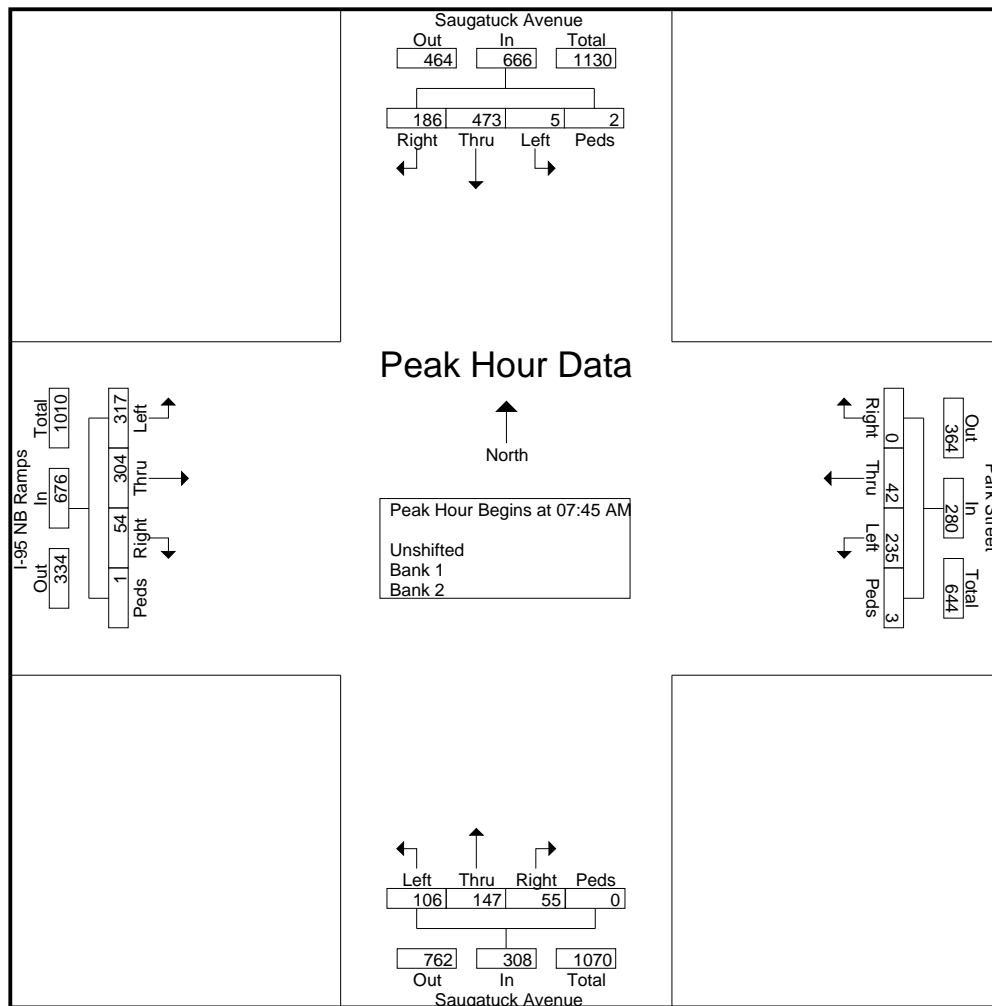 Saugatuck Avenue
Out In Total
464 666 1130
186 473 5 2
Right Thru Left Peds
Peak Hour Data
North
Peak Hour Begins at 07:45 AM
Unshifted
Bank 1
Bank 2
I-95 NB Ramps
Out In Total
334 676 1010
317 304 54 1
Left Thru Right Peds
Park Street
Out In Total
364 280 644
0 42 235 3
Right Thru Left Peds
Left Thru Right Peds
106 147 55 0
762 308 1070
Out In Total
Saugatuck Avenue